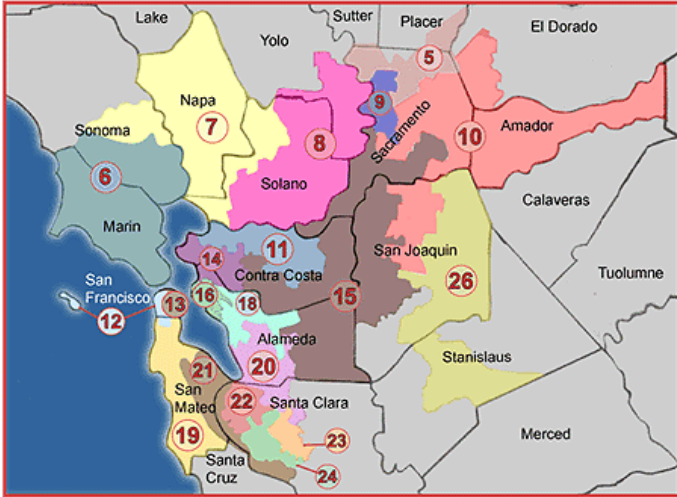 Lake
Sutter
Placer
El Dorado
Yolo
5
Napa
9
7
Sonoma
Sacramento
10
Amador
8
6
Solano
Calaveras
Marin
11
San Joaquin
14
Contra Costa
Tuolumne
26
San
Francisco
16
18
15
13
12
Alameda
Stanislaus
20
21
San
Mateo
22
Santa Clara
19
23
Merced
Santa
Cruz
24